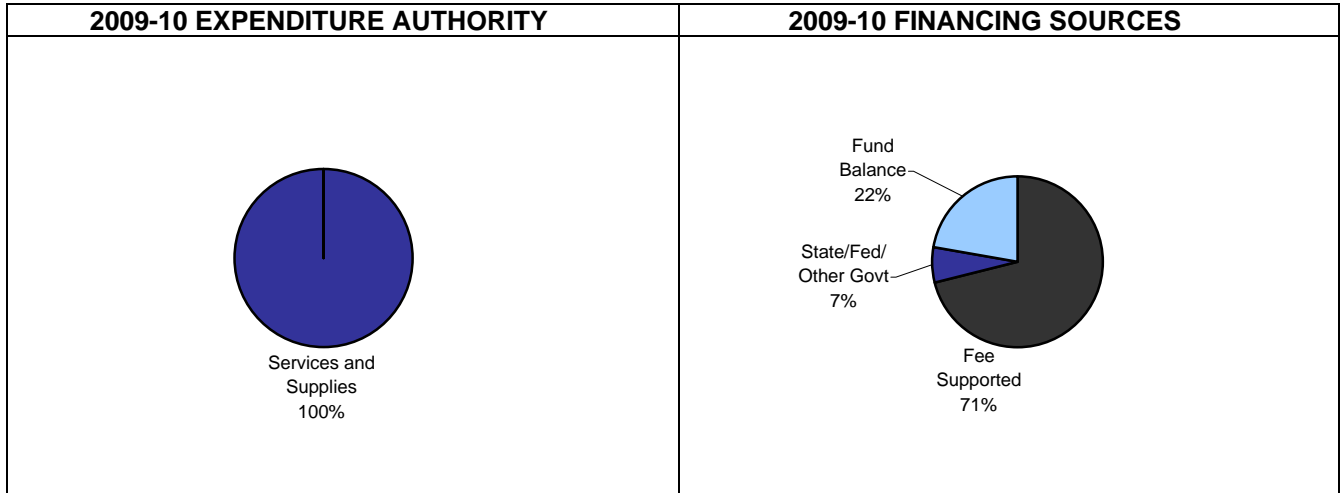 2009-10 EXPENDITURE AUTHORITY
2009-10 FINANCING SOURCES
Services and
Supplies
100%
Fund
Balance
22%
State/Fed/
Other Govt
7%
Fee
Supported
71%